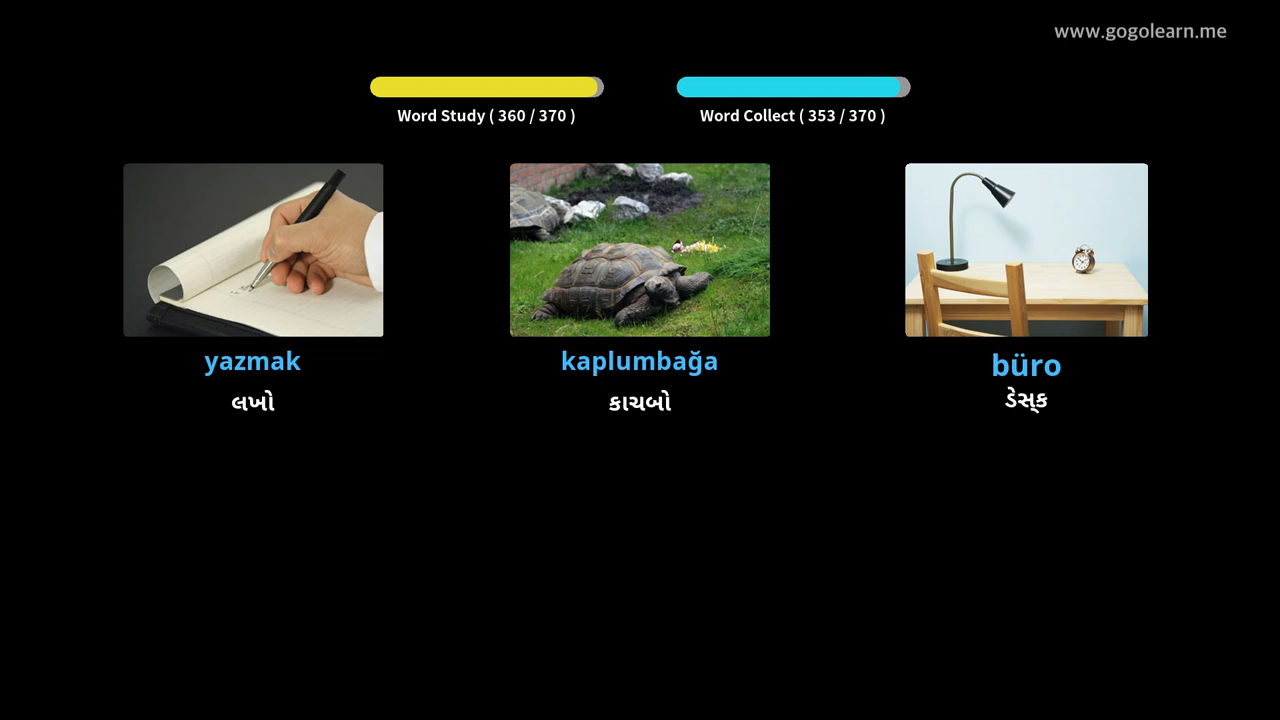 www.gogolearn.me
Word Study ( 360 / 370 )
Word Collect ( 353 / 370 )
yazmak
kaplumbağa
büro
લખો
કાચબો
ડેસ્ક